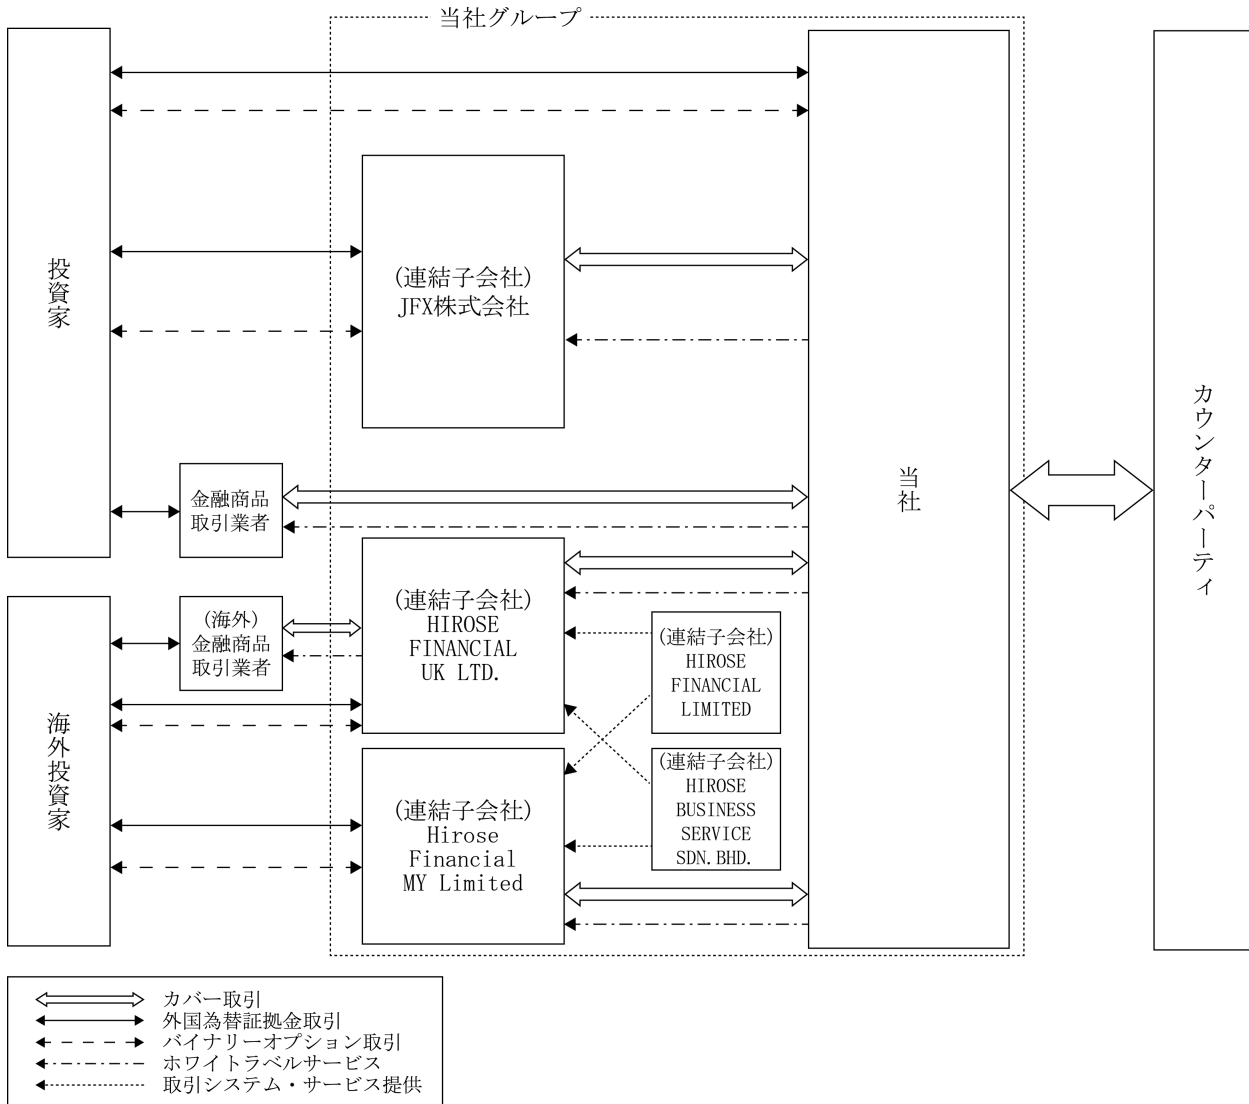 当社グループ
投資家
(連結子会社)
JFX株式会社
金融商品
取引業者
当社
カウンターパーティ
海外投資家
(海外)
金融商品
取引業者
(連結子会社)
HIROSE
FINANCIAL
UK LTD.
(連結子会社)
HIROSE
FINANCIAL
LIMITED
(連結子会社)
Hirose
Financial
MY Limited
(連結子会社)
HIROSE
BUSINESS
SERVICE
SDN.BHD.
カバー取引
外国為替証拠金取引
バイナリーオプション取引
ホワイトラベルサービス
取引システム・サービス提供